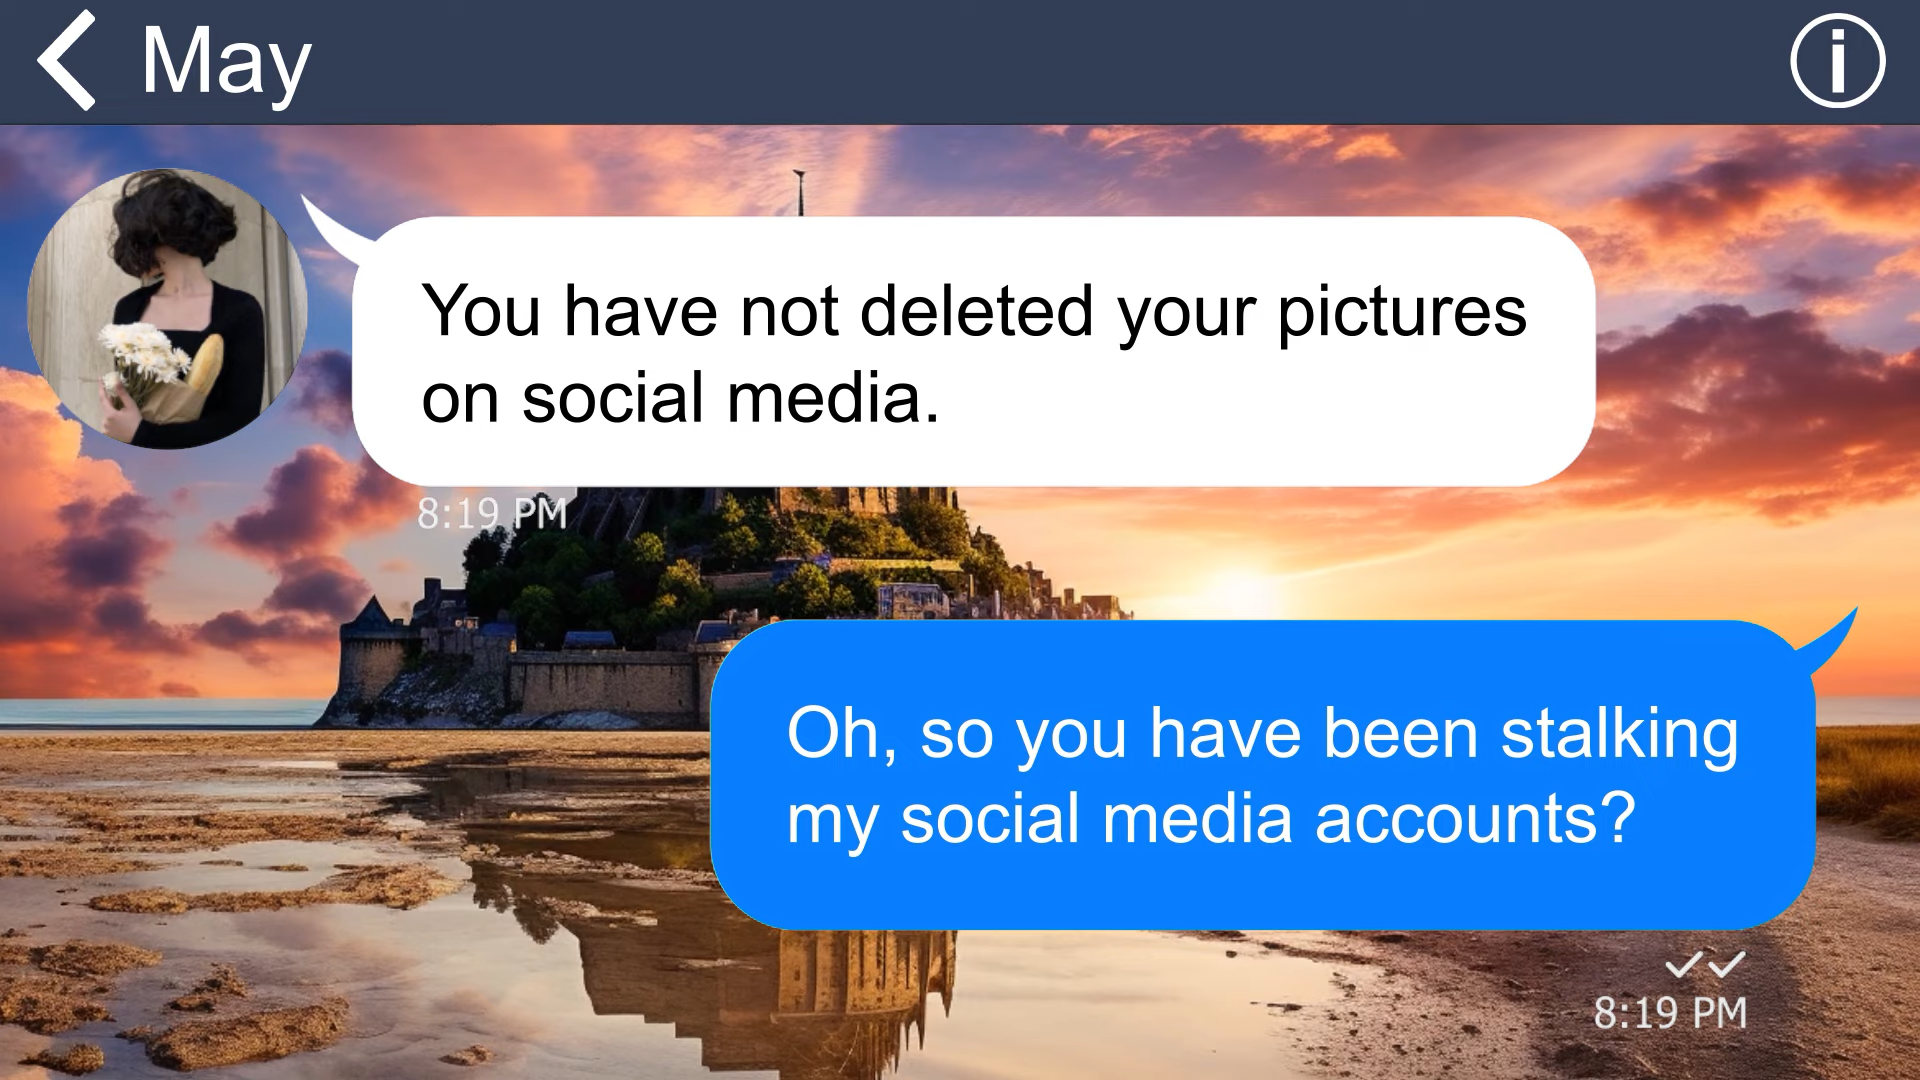 May
You have not deleted your pictures
on social media.
8:19 PM
Oh, so you have been stalking
my social media accounts?
8:19 PM